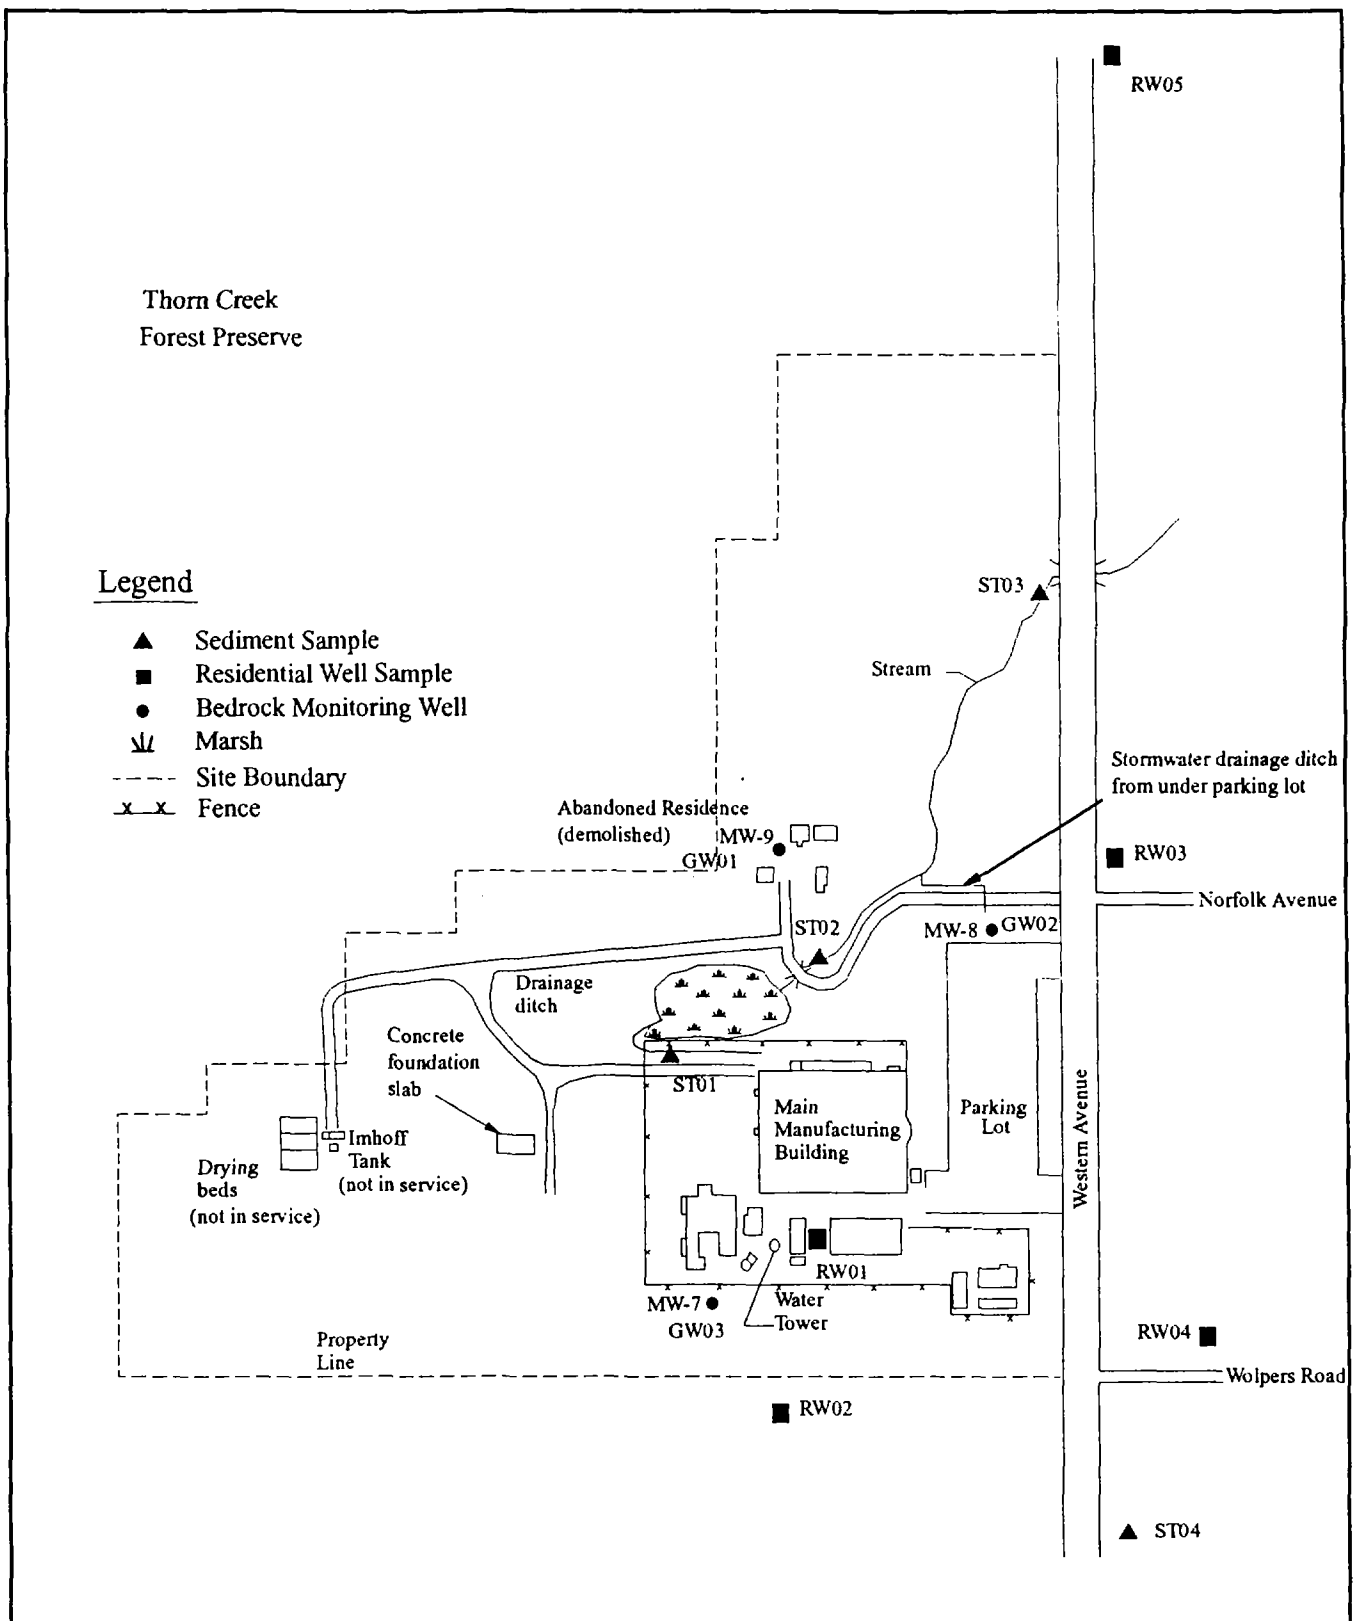 RW05
Thorn Creek
Forest Preserve
Legend
ST03
Sediment Sample
Stream
Residential Well Sample
Bedrock Monitoring Well
Marsh
Stormwater drainage ditch
from under parking lot
Site Boundary
Fence
Abandoned Residence
(demolished)
MW-9
GW01
RW03
Norfolk Avenue
ST02
MW-8
GW02
Drainage
ditch
Concrete
foundation
slab
ST01
Main
Manufacturing
Building
Parking
Lot
Western Avenue
Imhoff
Tank
(not in service)
Drying
beds
(not in service)
RW01
MW-7
GW03
Water
Tower
Property
Line
RW04
Wolpers Road
RW02
ST04